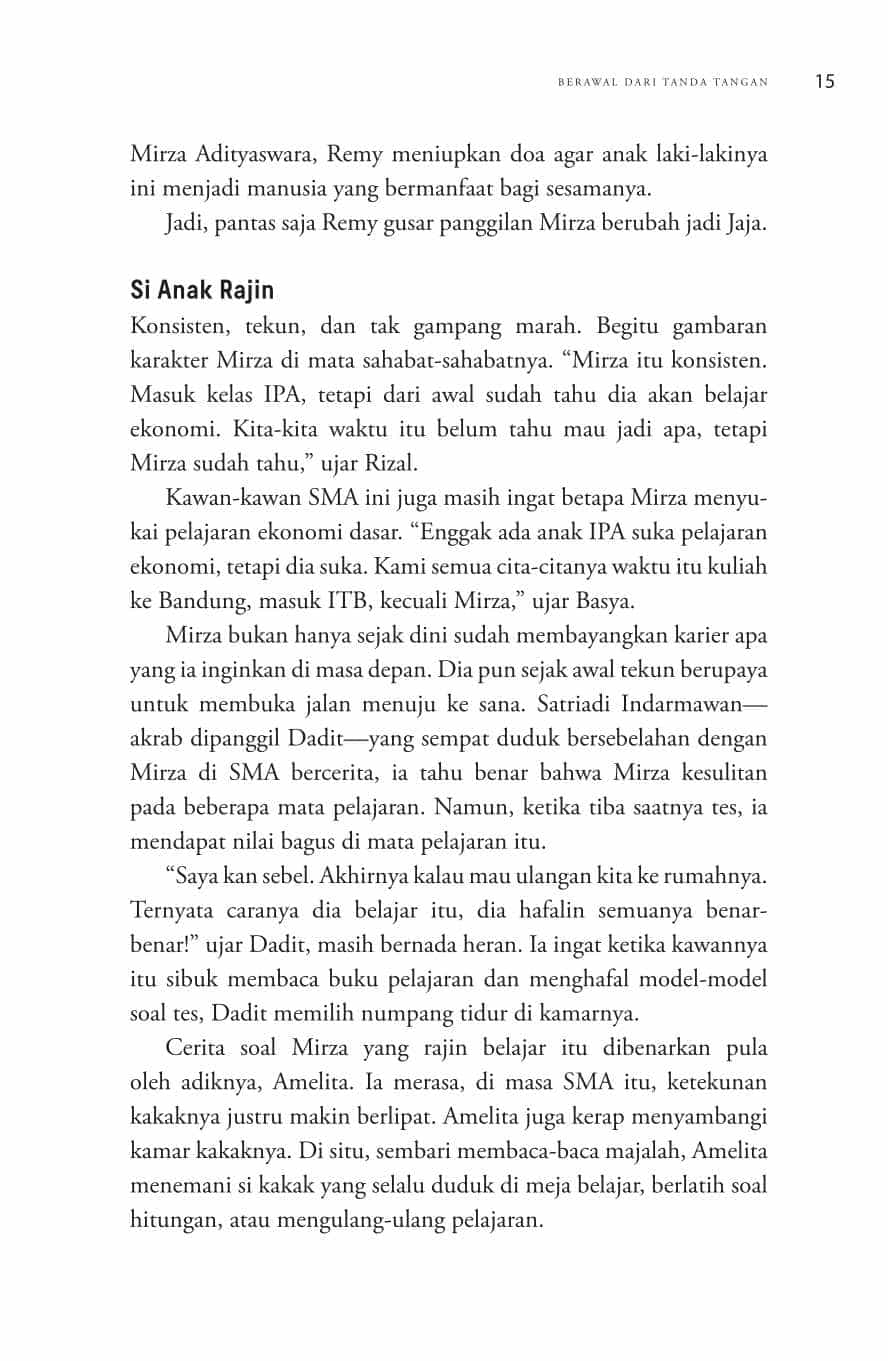 BERAWAL DARI TANDA TANGAN 15
Mirza Adityaswara, Remy meniupkan doa agar anak laki-lakinya
ini menjadi manusia yang bermanfaat bagi sesamanya.
Jadi, pantas saja Remy gusar panggilan Mirza berubah jadi Jaja.
Si Anak Rajin
Konsisten, tekun, dan tak gampang marah. Begitu gambaran
karakter Mirza di mata sahabat-sahabatnya. “Mirza itu konsisten.
Masuk kelas IPA, tetapi dari awal sudah tahu dia akan belajar
ekonomi. Kita-kita waktu itu belum tahu mau jadi apa, tetapi
Mirza sudah tahu,” ujar Rizal.
Kawan-kawan SMA ini juga masih ingat betapa Mirza menyu-
kai pelajaran ekonomi dasar. “Enggak ada anak IPA suka pelajaran
ekonomi, tetapi dia suka. Kami semua cita-citanya waktu itu kuliah
ke Bandung, masuk ITB, kecuali Mirza,” ujar Basya.
Mirza bukan hanya sejak dini sudah membayangkan karier apa
yang ia inginkan di masa depan. Dia pun sejak awal tekun berupaya
untuk membuka jalan menuju ke sana. Satriadi Indarmawan—
akrab dipanggil Dadit—yang sempat duduk bersebelahan dengan
Mirza di SMA bercerita, ia tahu benar bahwa Mirza kesulitan
pada beberapa mata pelajaran. Namun, ketika tiba saatnya tes, ia
mendapat nilai bagus di mata pelajaran itu.
“Saya kan sebel. Akhirnya kalau mau ulangan kita ke rumahnya.
Ternyata caranya dia belajar itu, dia hafalin semuanya benar-
benar!” ujar Dadit, masih bernada heran. Ia ingat ketika kawannya
itu sibuk membaca buku pelajaran dan menghafal model-model
soal tes, Dadit memilih numpang tidur di kamarnya.
Cerita soal Mirza yang rajin belajar itu dibenarkan pula
oleh adiknya, Amelita. Ia merasa, di masa SMA itu, ketekunan
kakaknya justru makin berlipat. Amelita juga kerap menyambangi
kamar kakaknya. Di situ, sembari membaca-baca majalah, Amelita
menemani si kakak yang selalu duduk di meja belajar, berlatih soal
hitungan, atau mengulang-ulang pelajaran.